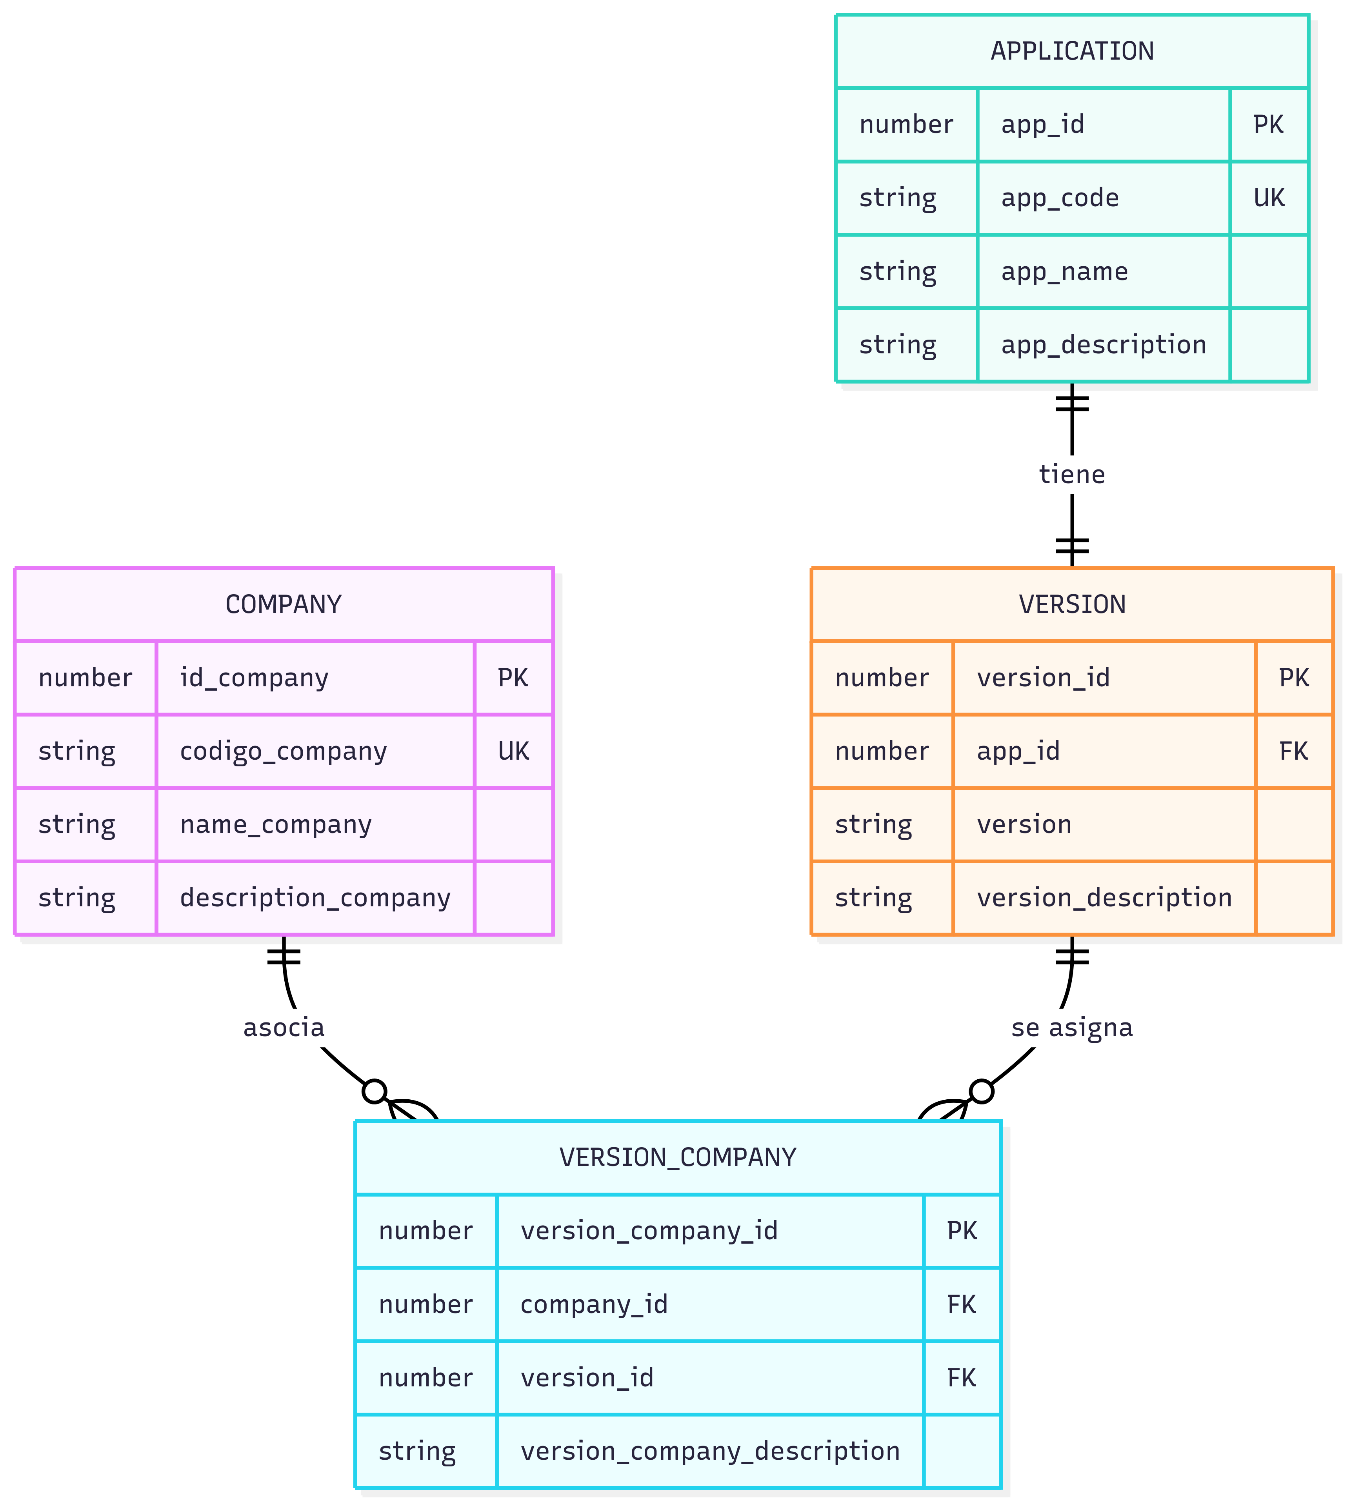 APPLICATION
number app_id PK
string app_code UK
string app_name
string app_description
tiene
COMPANY
number id_company PK
string codigo_company UK
string name_company
string description_company
VERSION
number version_id PK
number app_id FK
string version
string version_description
asocia
se asigna
VERSION_COMPANY
number version_company_id PK
number company_id FK
number version_id FK
string version_company_description